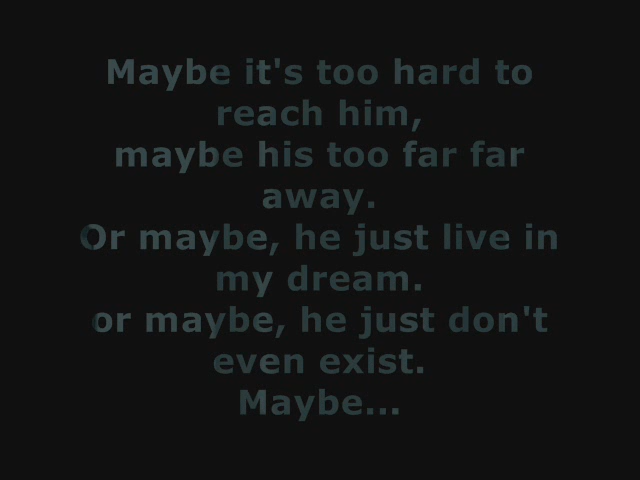 Maybe it's too hard to
reach him,
maybe his too far far
away.
Or maybe, he just live in
my dream.
or maybe, he just don't
even exist.
Maybe...